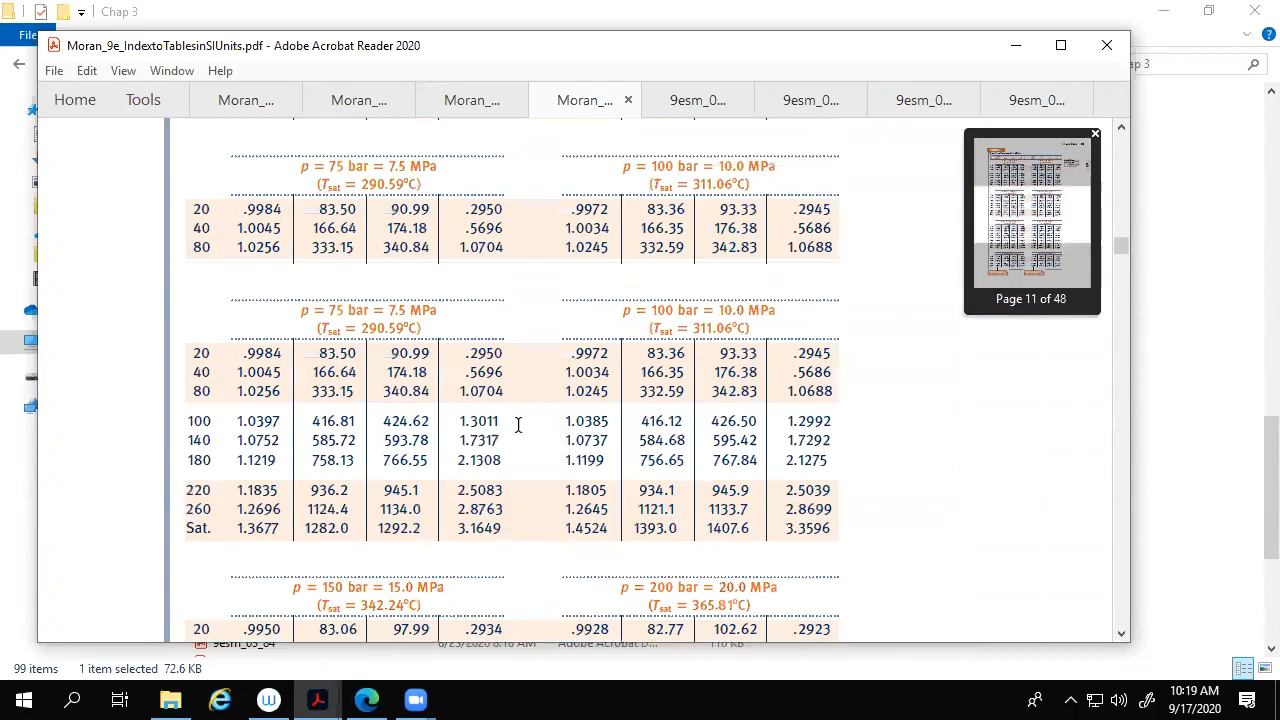 Chap 3
File
Moran_9e_IndextoTablesinSIUnits.pdf - Adobe Acrobat Reader 2020
ap 3
File Edit View Window Help
Home Tools Moran_... Moran_... Moran_... Moran_... 9esm_0... 9esm_0... 9esm_0... 9esm_0...
p = 75 bar = 7.5 MPa p = 100 bar = 10.0 MPa
(Tsat = 290.59°C) (Tsat = 311.06°C)
20 .9984 83.50 90.99 .2950 .9972 83.36 93.33 .2945
40 1.0045 166.64 174.18 .5696 1.0034 166.35 176.38 .5686
80 1.0256 333.15 340.84 1.0704 1.0245 332.59 342.83 1.0688
Page 11 of 48
p = 75 bar = 7.5 MPa p = 100 bar = 10.0 MPa
(Tsat = 290.59°C) (Tsat = 311.06°C)
20 .9984 83.50 90.99 .2950 .9972 83.36 93.33 .2945
40 1.0045 166.64 174.18 .5696 1.0034 166.35 176.38 .5686
80 1.0256 333.15 340.84 1.0704 1.0245 332.59 342.83 1.0688
100 1.0397 416.81 424.62 1.3011 1.0385 416.12 426.50 1.2992
140 1.0752 585.72 593.78 1.7317 1.0737 584.68 595.42 1.7292
180 1.1219 758.13 766.55 2.1308 1.1199 756.65 767.84 2.1275
220 1.1835 936.2 945.1 2.5083 1.1805 934.1 945.9 2.5039
260 1.2696 1124.4 1134.0 2.8763 1.2645 1121.1 1133.7 2.8699
Sat. 1.3677 1282.0 1292.2 3.1649 1.4524 1393.0 1407.6 3.3596
p = 150 bar = 15.0 MPa p = 200 bar = 20.0 MPa
(Tsat = 342.24°C) (Tsat = 365.81°C)
20 .9950 83.06 97.99 .2934 .9928 82.77 102.62 .2923
99 items 1 item selected 72.6 KB
10:19 AM
9/17/2020